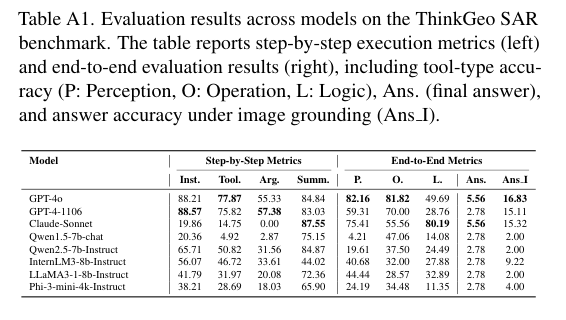 Table A1. Evaluation results across models on the ThinkGeo SAR
benchmark. The table reports step-by-step execution metrics (left)
and end-to-end evaluation results (right), including tool-type accu-
racy (P: Perception, O: Operation, L: Logic), Ans. (final answer),
and answer accuracy under image grounding (Ans_I).
Model Step-by-Step Metrics End-to-End Metrics
Inst. Tool. Arg. Summ. P. O. L. Ans. Ans_I
GPT-4o 88.21 77.87 55.33 84.84 82.16 81.82 49.69 5.56 16.83
GPT-4-1106 88.57 75.82 57.38 83.03 59.31 70.00 28.76 2.78 15.11
Claude-Sonnet 19.86 14.75 0.00 87.55 75.41 55.56 80.19 5.56 15.32
Qwen1.5-7b-chat 20.36 4.92 2.87 75.15 4.21 47.06 14.08 2.78 2.00
Qwen2.5-7b-Instruct 65.71 50.82 31.56 84.87 19.61 37.50 24.49 2.78 2.00
InternLM3-8b-Instruct 56.07 46.72 33.61 44.02 40.68 32.00 27.88 2.78 9.22
LLaMA3-1-8b-Instruct 41.79 31.97 20.08 72.36 44.44 28.57 32.89 2.78 2.00
Phi-3-mini-4k-Instruct 38.21 28.69 18.03 65.90 24.19 34.48 11.35 2.78 4.00